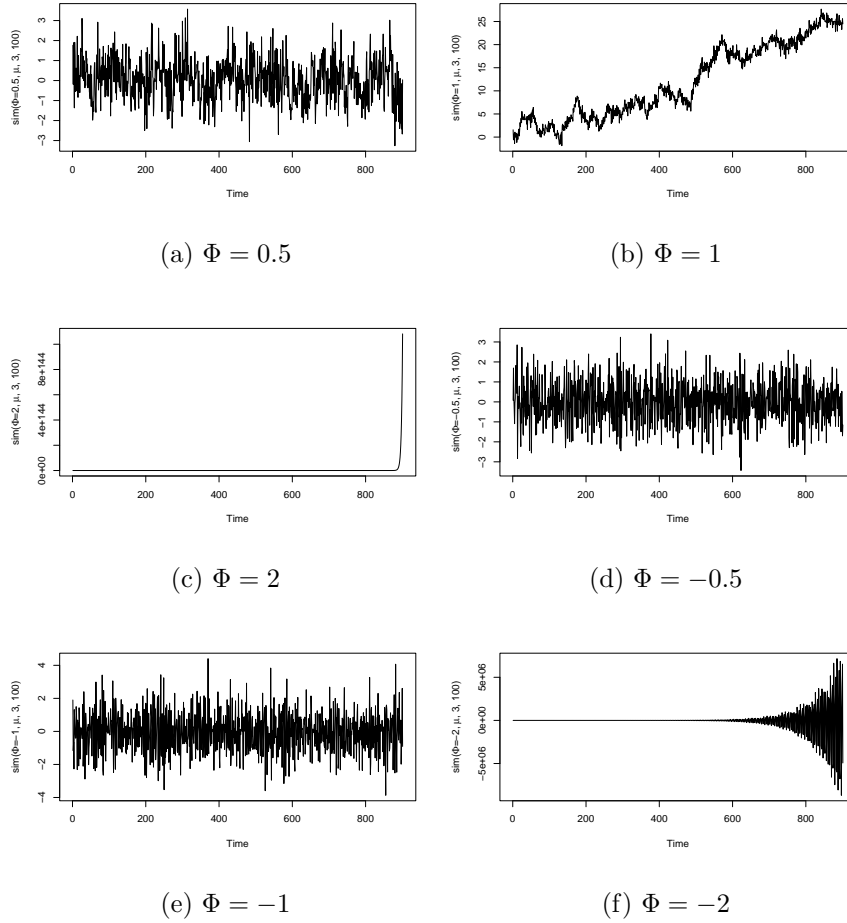 sim(Φ=0.5, μ, 3, 100)
3
2
1
0
−1
−2
−3
0 200 400 600 800
Time
(a) Φ = 0.5
sim(Φ=1, μ, 3, 100)
25
20
15
10
5
0
0 200 400 600 800
Time
(b) Φ = 1
sim(Φ=2, μ, 3, 100)
8e+144
4e+144
0e+00
0 200 400 600 800
Time
(c) Φ = 2
sim(Φ=−0.5, μ, 3, 100)
3
2
1
0
−1
−2
−3
0 200 400 600 800
Time
(d) Φ = −0.5
sim(Φ=−1, μ, 3, 100)
4
2
0
−2
−4
0 200 400 600 800
Time
(e) Φ = −1
sim(Φ=−2, μ, 3, 100)
5e+06
0e+00
−5e+06
0 200 400 600 800
Time
(f) Φ = −2